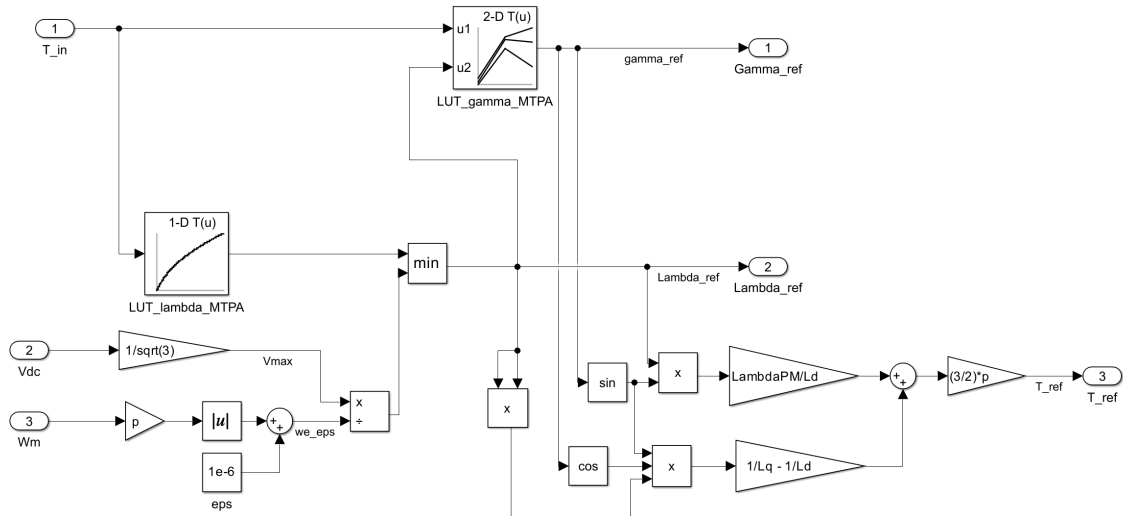 1
T_in
2-D T(u)
u1
u2
LUT_gamma_MTPA
gamma_ref
1
Gamma_ref
1-D T(u)
LUT_lambda_MTPA
min
Lambda_ref
2
Lambda_ref
2
Vdc
1/sqrt(3)
Vmax
3
Wm
p
|u|
+
+
we_eps
1e-6
eps
x
÷
x
sin
x
LambdaPM/Ld
+
+
(3/2)*p
T_ref
3
T_ref
cos
x
1/Lq - 1/Ld